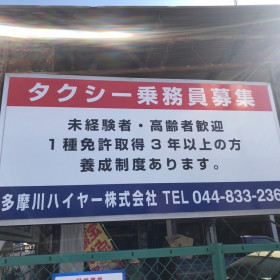 タクシー乗務員募集
未経験者・高齢者歓迎
1種免許取得3年以上の方
養成制度あります。
多摩川ハイヤー株式会社 TEL 044-833-236